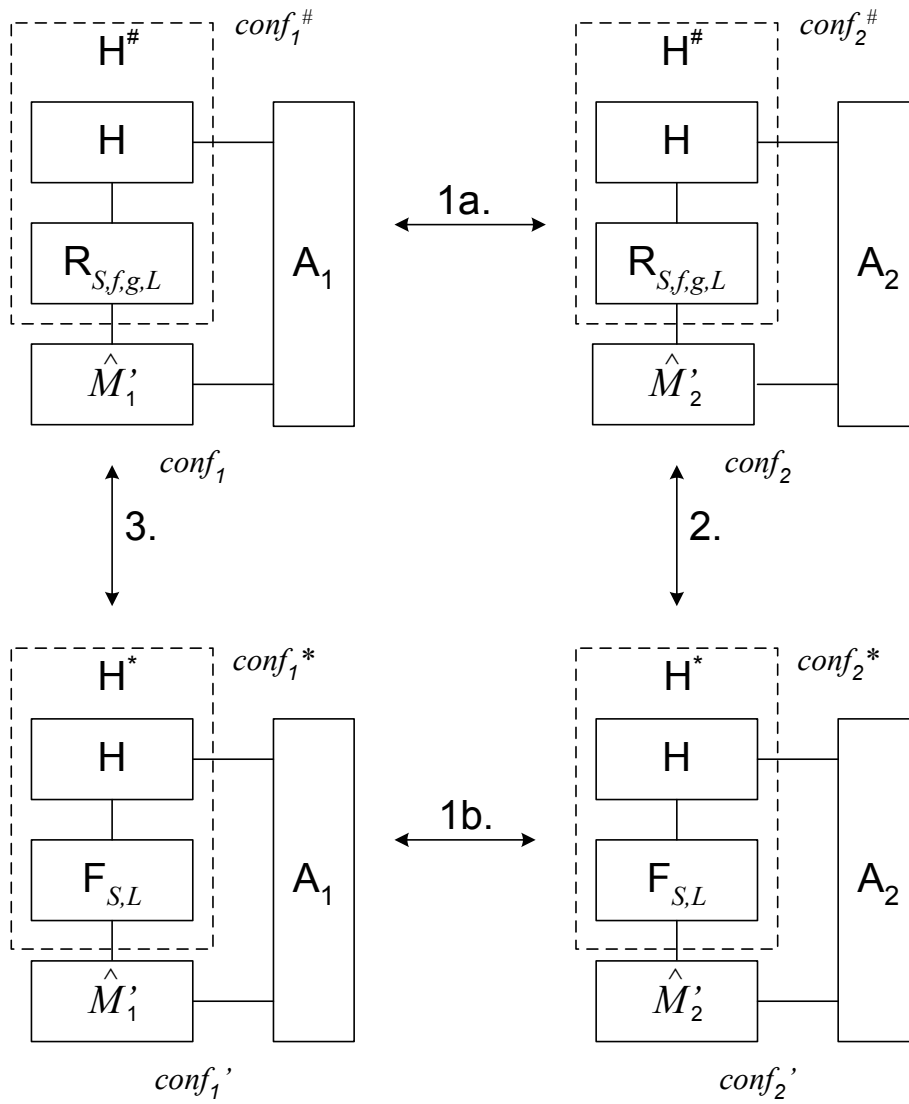 conf₁# conf₂#
H# H#
H H
1a.
R_S,f,g,L A₁ R_S,f,g,L A₂
M̂'₁ M̂'₂
conf₁ conf₂
3. 2.
conf₁* conf₂*
H* H*
H H
1b.
F_S,L A₁ F_S,L A₂
M̂'₁ M̂'₂
conf₁' conf₂'